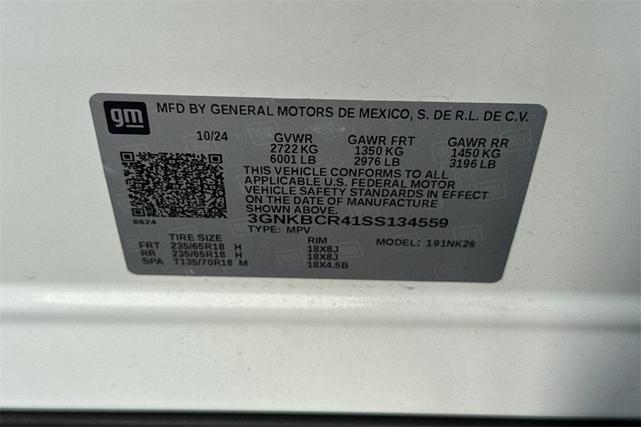 gm MFD BY GENERAL MOTORS DE MEXICO, S. DE R.L. DE C.V.
10/24 GVWR GAWR FRT GAWR RR
2722 KG 1350 KG 1450 KG
6001 LB 2976 LB 3196 LB
THIS VEHICLE CONFORMS TO ALL
APPLICABLE U.S. FEDERAL MOTOR
VEHICLE SAFETY STANDARDS IN EFFECT
ON THE DATE OF MANUFACTURE
SHOWN ABOVE.
8624 3GNKBCR41SS134559
TYPE: MPV
TIRE SIZE RIM MODEL: 191NK26
FRT 235/65R18 H 18X8J
RR 235/65R18 H 18X8J
SPA T135/70R18 M 18X4.5B